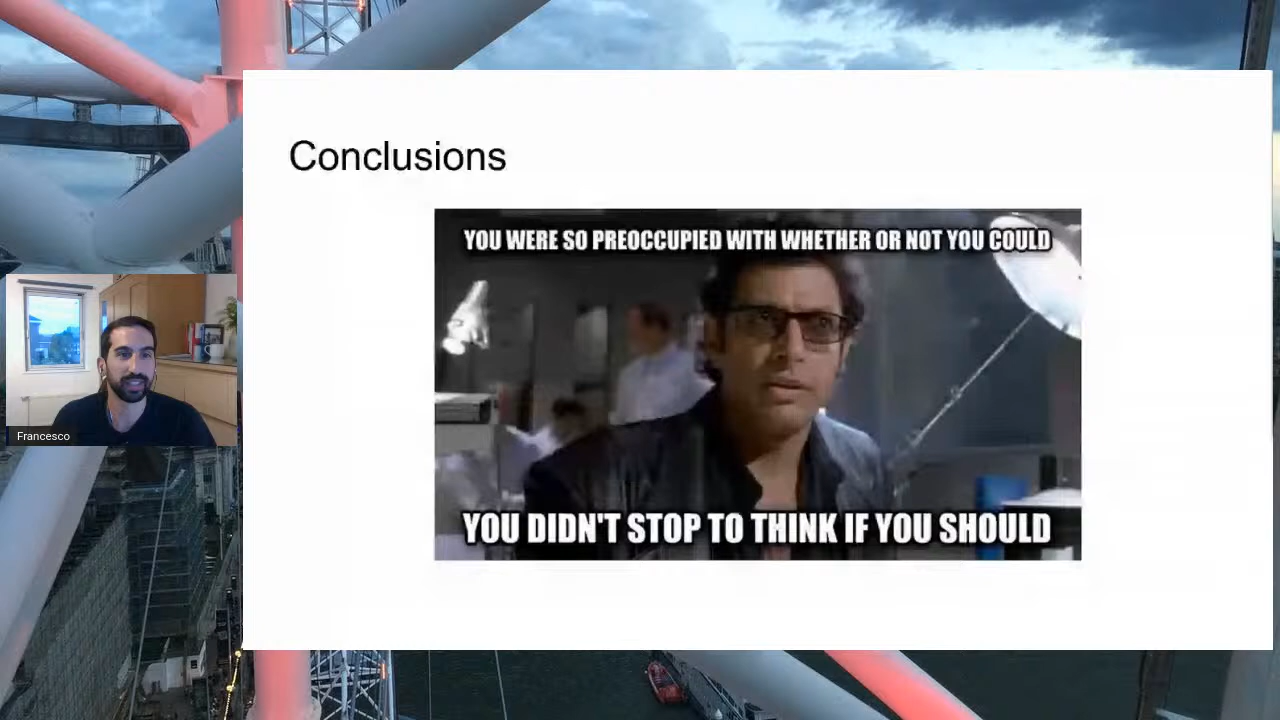 Conclusions
YOU WERE SO PREOCCUPIED WITH WHETHER OR NOT YOU COULD
YOU DIDN'T STOP TO THINK IF YOU SHOULD
Francesco